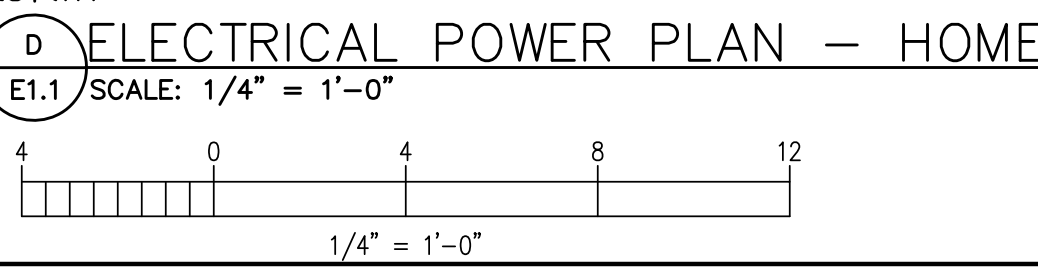 D ELECTRICAL POWER PLAN – HOME
E1.1 SCALE: 1/4" = 1'-0"
4 0 4 8 12
1/4" = 1'-0"